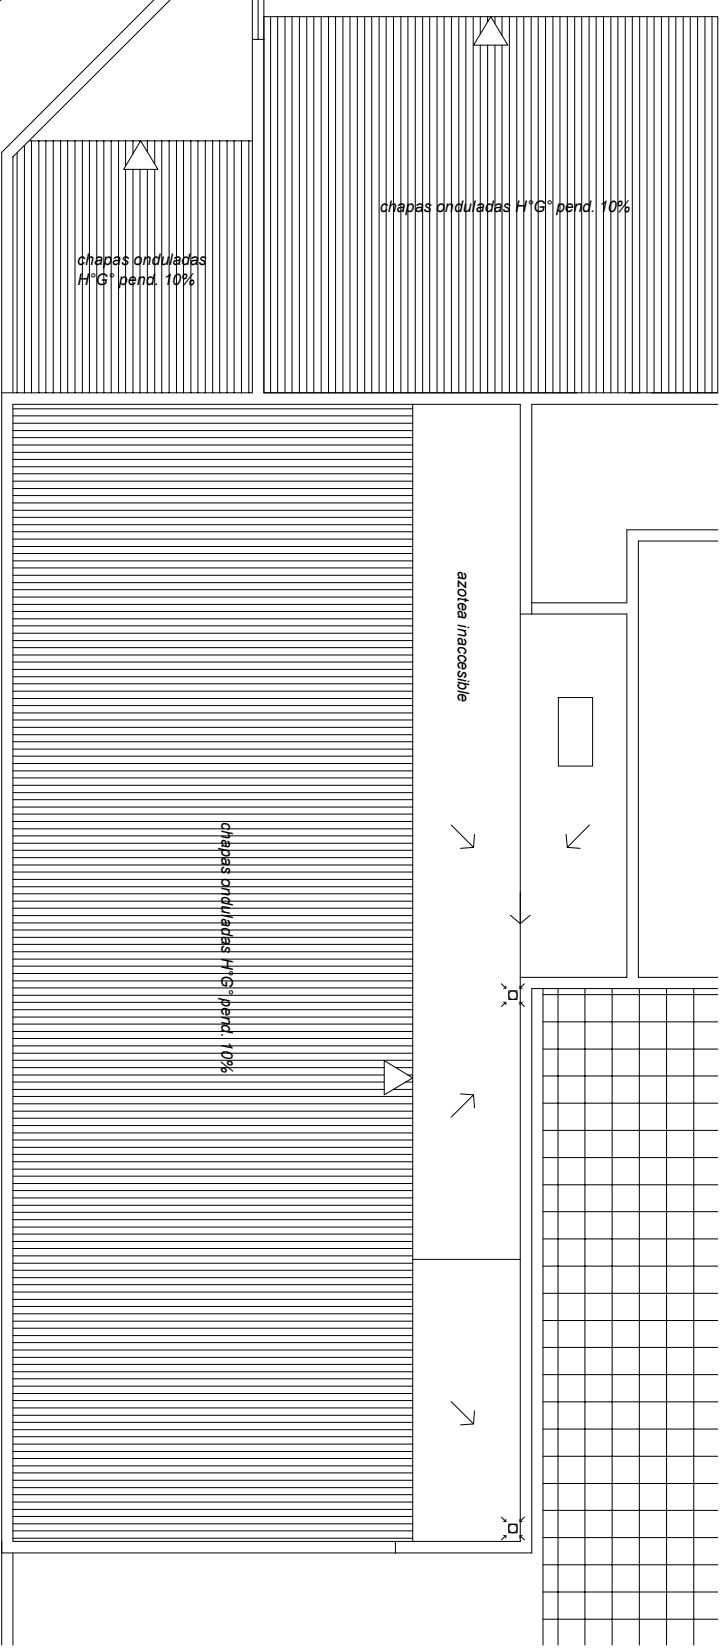 chapas onduladas H°G° pend. 10%
chapas onduladas
H°G° pend. 10%
azotea inaccesible
chapas onduladas H°G° pend. 10%